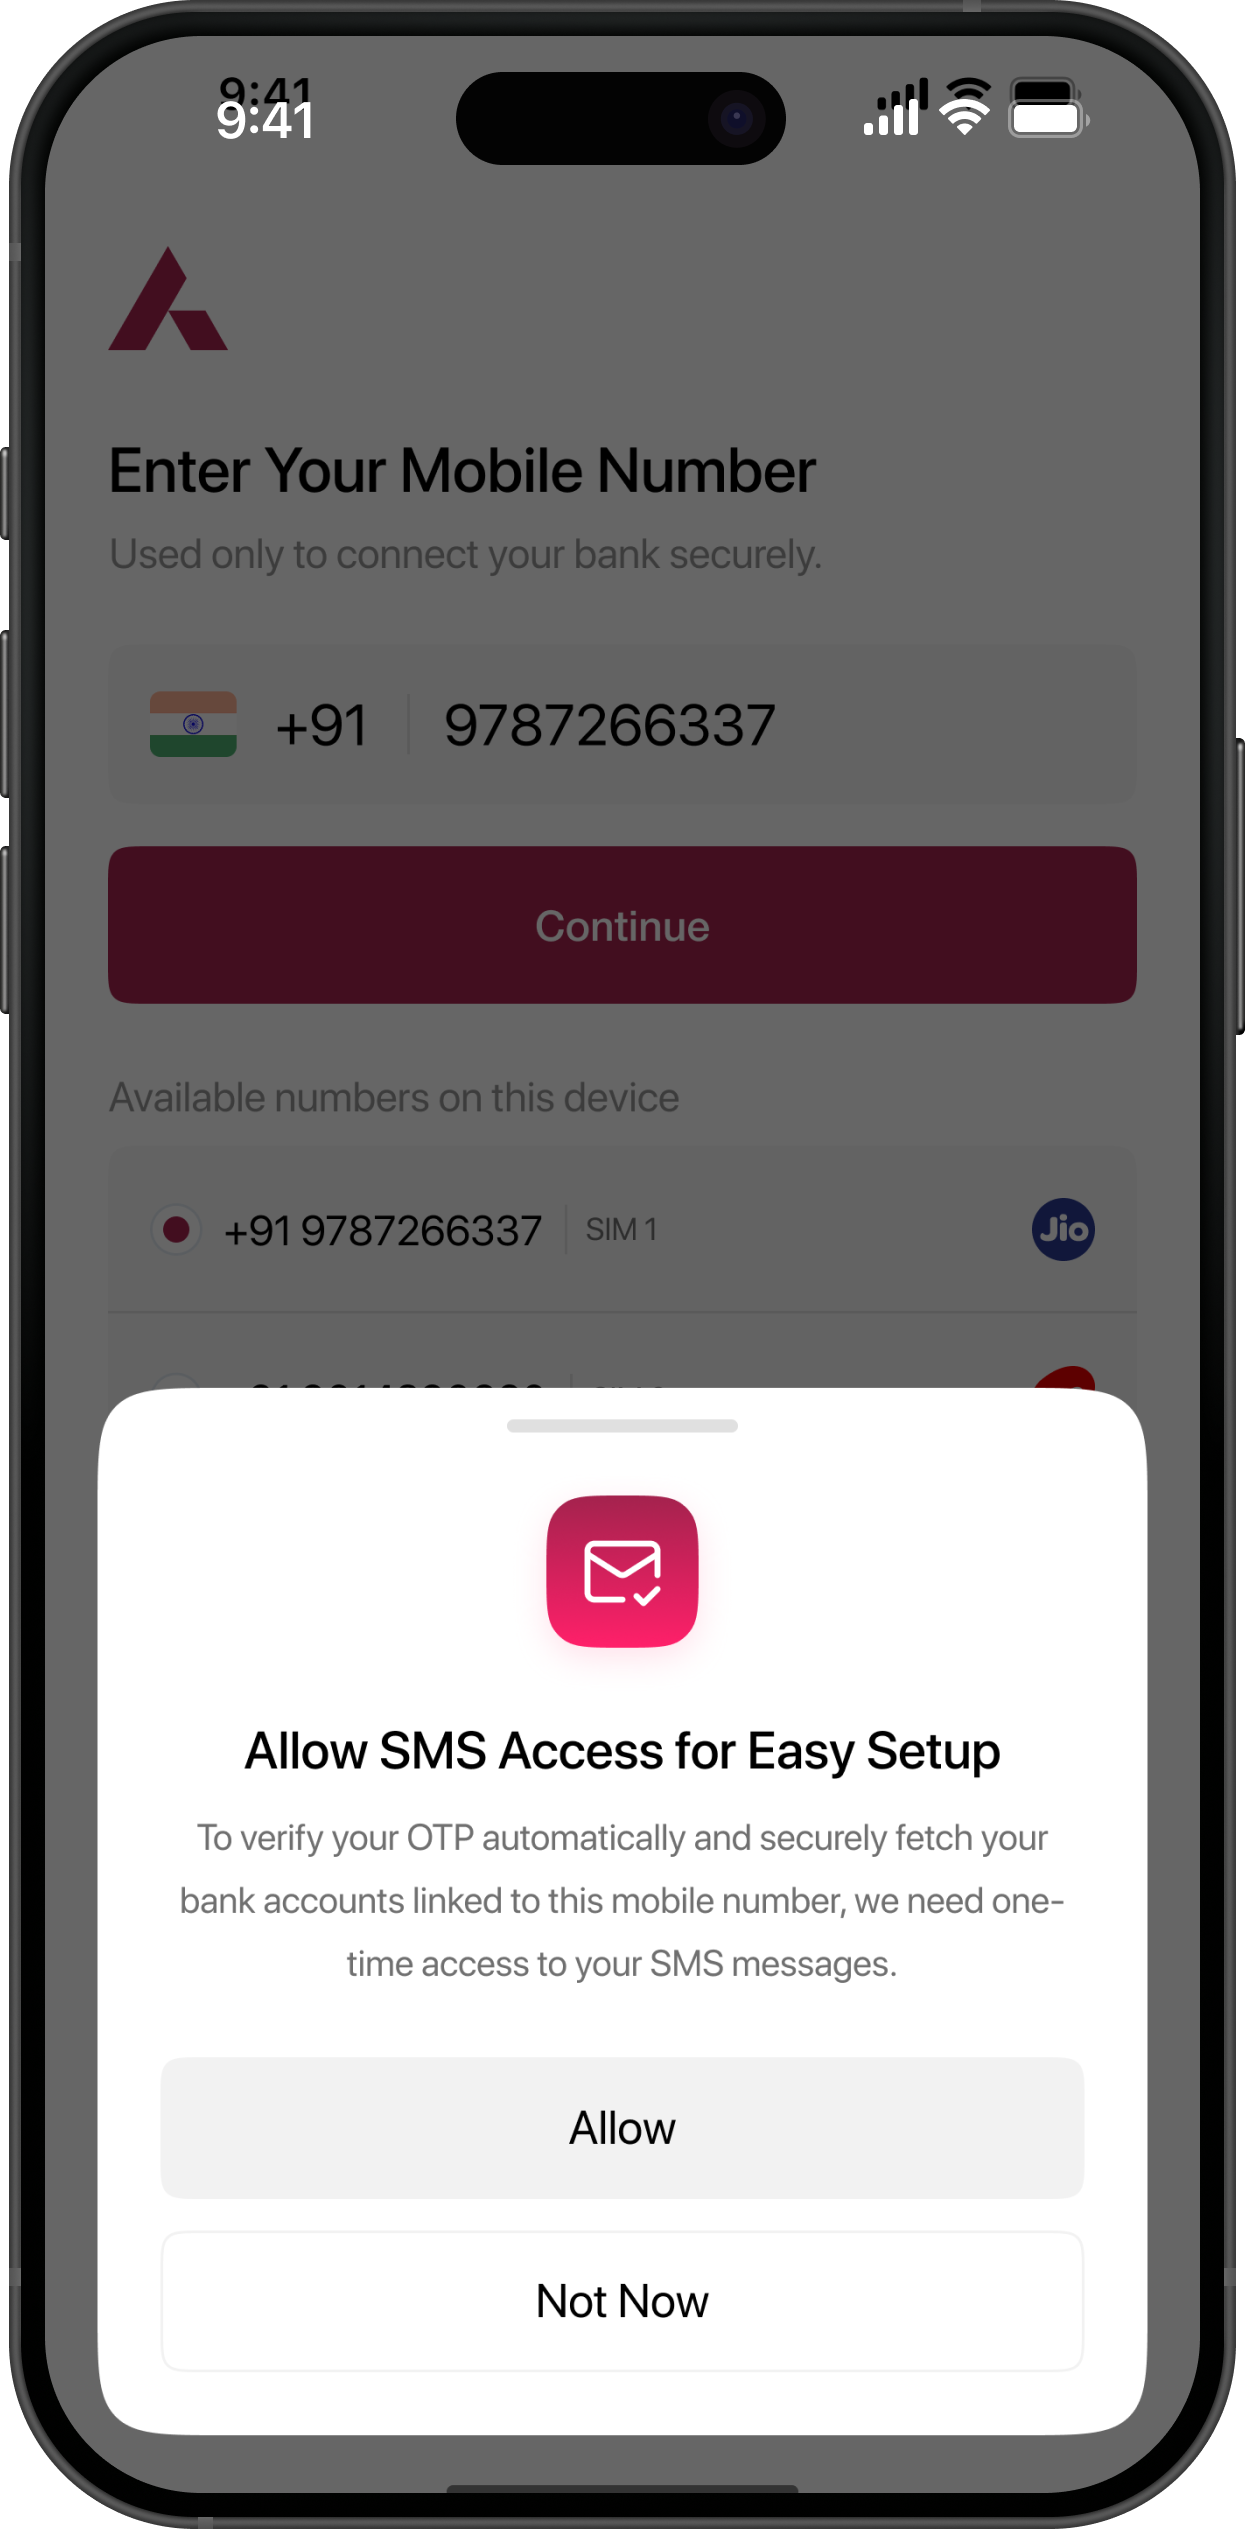 9:41
9:41
Enter Your Mobile Number
Used only to connect your bank securely.
+91 9787266337
Continue
Available numbers on this device
+91 9787266337 SIM 1 Jio
Allow SMS Access for Easy Setup
To verify your OTP automatically and securely fetch your
bank accounts linked to this mobile number, we need one-
time access to your SMS messages.
Allow
Not Now